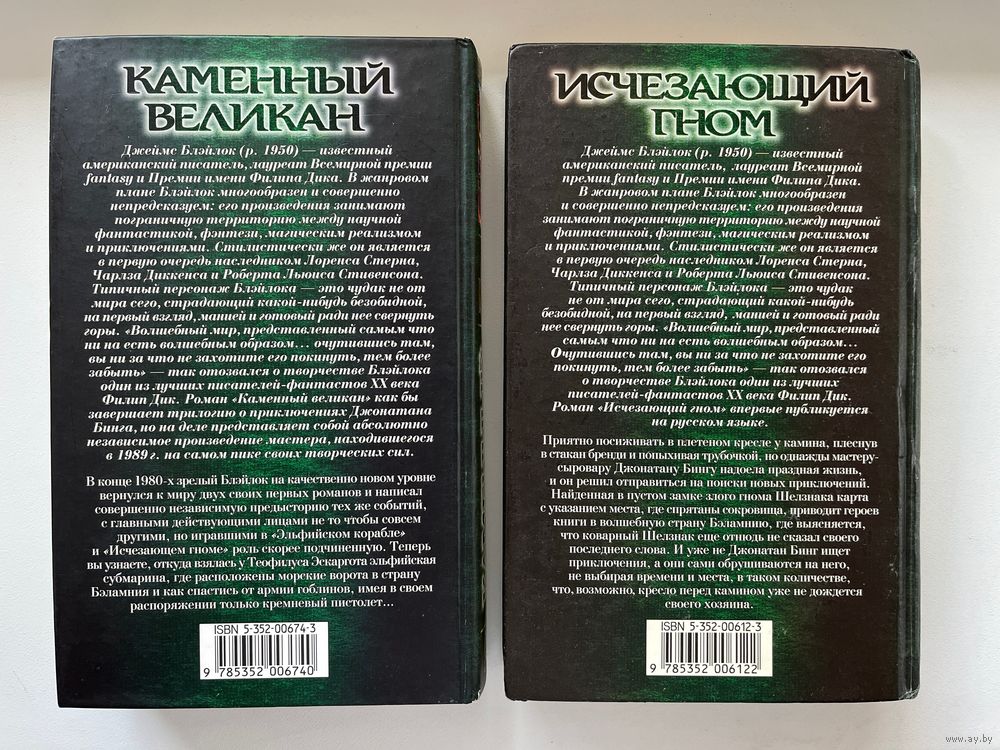 КАМЕННЫЙ
ВЕЛИКАН
Джеймс Блэйлок (р. 1950) — известный
американский писатель, лауреат Всемирной премии
fantasy и Премии имени Филипа Дика. В жанровом
плане Блэйлок многообразен и совершенно
непредсказуем: его произведения занимают
пограничную территорию между научной
фантастикой, фэнтези, магическим реализмом
и приключениями. Стилистически же он является
в первую очередь наследником Лоренса Стерна,
Чарлза Диккенса и Роберта Льюиса Стивенсона.
Типичный персонаж Блэйлока — это чудак не от
мира сего, страдающий какой-нибудь безобидной,
на первый взгляд, манией и готовый ради нее свернуть
горы. «Волшебный мир, представленный самым что
ни на есть волшебным образом... очутившись там,
вы ни за что не захотите его покинуть, тем более
забыть» — так отозвался о творчестве Блэйлока
один из лучших писателей-фантастов XX века
Филип Дик. Роман «Каменный великан» как бы
завершает трилогию о приключениях Джонатана
Бинга, но на деле представляет собой абсолютно
независимое произведение мастера, находившегося
в 1989 г. на самом пике своих творческих сил.
В конце 1980-х зрелый Блэйлок на качественно новом уровне
вернулся к миру двух своих первых романов и написал
совершенно независимую предысторию тех же событий,
с главными действующими лицами не то чтобы совсем
другими, но игравшими в «Эльфийском корабле»
и «Исчезающем гноме» роль скорее подчиненную. Теперь
вы узнаете, откуда взялась у Теофилуса Эскаргота эльфийская
субмарина, где расположены морские ворота в страну
Бэламния и как спастись от армии гоблинов, имея в своем
распоряжении только кремневый пистолет...
ISBN 5-352-00674-3
9 785352 006740
ИСЧЕЗАЮЩИЙ
ГНОМ
Джеймс Блэйлок (р. 1950) — известный
американский писатель, лауреат Всемирной
премии fantasy и Премии имени Филипа Дика.
В жанровом плане Блэйлок многообразен
и совершенно непредсказуем: его произведения
занимают пограничную территорию между научной
фантастикой, фэнтези, магическим реализмом
и приключениями. Стилистически же он является
в первую очередь наследником Лоренса Стерна,
Чарлза Диккенса и Роберта Льюиса Стивенсона.
Типичный персонаж Блэйлока — это чудак
не от мира сего, страдающий какой-нибудь
безобидной, на первый взгляд, манией и готовый ради
нее свернуть горы. «Волшебный мир, представленный
самым что ни на есть волшебным образом...
Очутившись там, вы ни за что не захотите его
покинуть, тем более забыть» — так отозвался
о творчестве Блэйлока один из лучших
писателей-фантастов XX века Филип Дик.
Роман «Исчезающий гном» впервые публикуется
на русском языке.
Приятно посиживать в плетеном кресле у камина, плеснув
в стакан бренди и попыхивая трубочкой, но однажды мастеру-
сыровару Джонатану Бингу надоела праздная жизнь,
и он решил отправиться на поиски новых приключений.
Найденная в пустом замке злого гнома Шелзнака карта
с указанием места, где спрятаны сокровища, приводит героев
книги в волшебную страну Бэламнию, где выясняется,
что коварный Шелзнак еще отнюдь не сказал своего
последнего слова. И уже не Джонатан Бинг ищет
приключения, а они сами обрушиваются на него,
не выбирая времени и места, в таком количестве,
что, возможно, кресло перед камином уже не дождется
своего хозяина.
ISBN 5-352-00612-3
9 785352 006122
www.ay.by